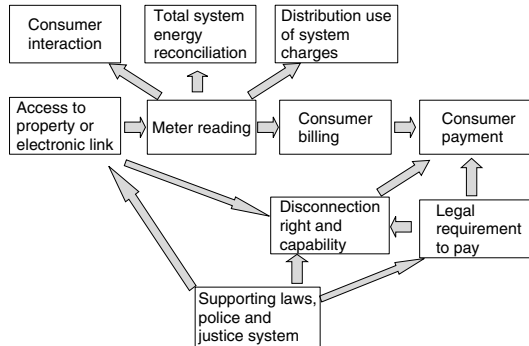 Consumer
interaction
Total system
energy
reconciliation
Distribution use
of system
charges
Access to
property or
electronic link
Meter reading
Consumer
billing
Consumer
payment
Disconnection
right and
capability
Legal
requirement
to pay
Supporting laws,
police and
justice system